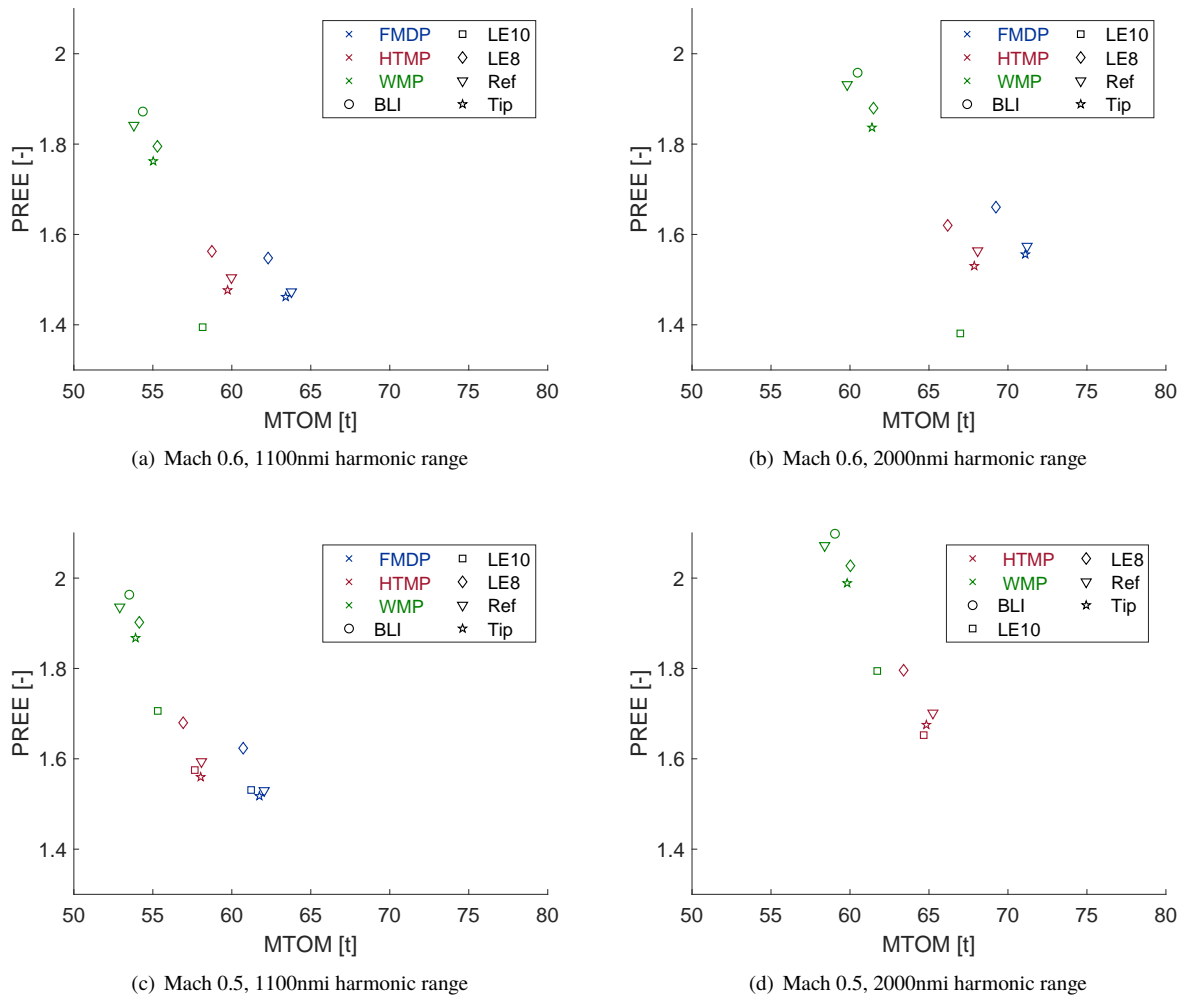 2
1.8
1.6
1.4
PREE [-]
50 55 60 65 70 75 80
MTOM [t]
FMDP LE10
HTMP LE8
WMP Ref
BLI Tip
(a) Mach 0.6, 1100nmi harmonic range
2
1.8
1.6
1.4
PREE [-]
50 55 60 65 70 75 80
MTOM [t]
FMDP LE10
HTMP LE8
WMP Ref
BLI Tip
(b) Mach 0.6, 2000nmi harmonic range
2
1.8
1.6
1.4
PREE [-]
50 55 60 65 70 75 80
MTOM [t]
FMDP LE10
HTMP LE8
WMP Ref
BLI Tip
(c) Mach 0.5, 1100nmi harmonic range
2
1.8
1.6
1.4
PREE [-]
50 55 60 65 70 75 80
MTOM [t]
HTMP LE8
WMP Ref
BLI Tip
LE10
(d) Mach 0.5, 2000nmi harmonic range